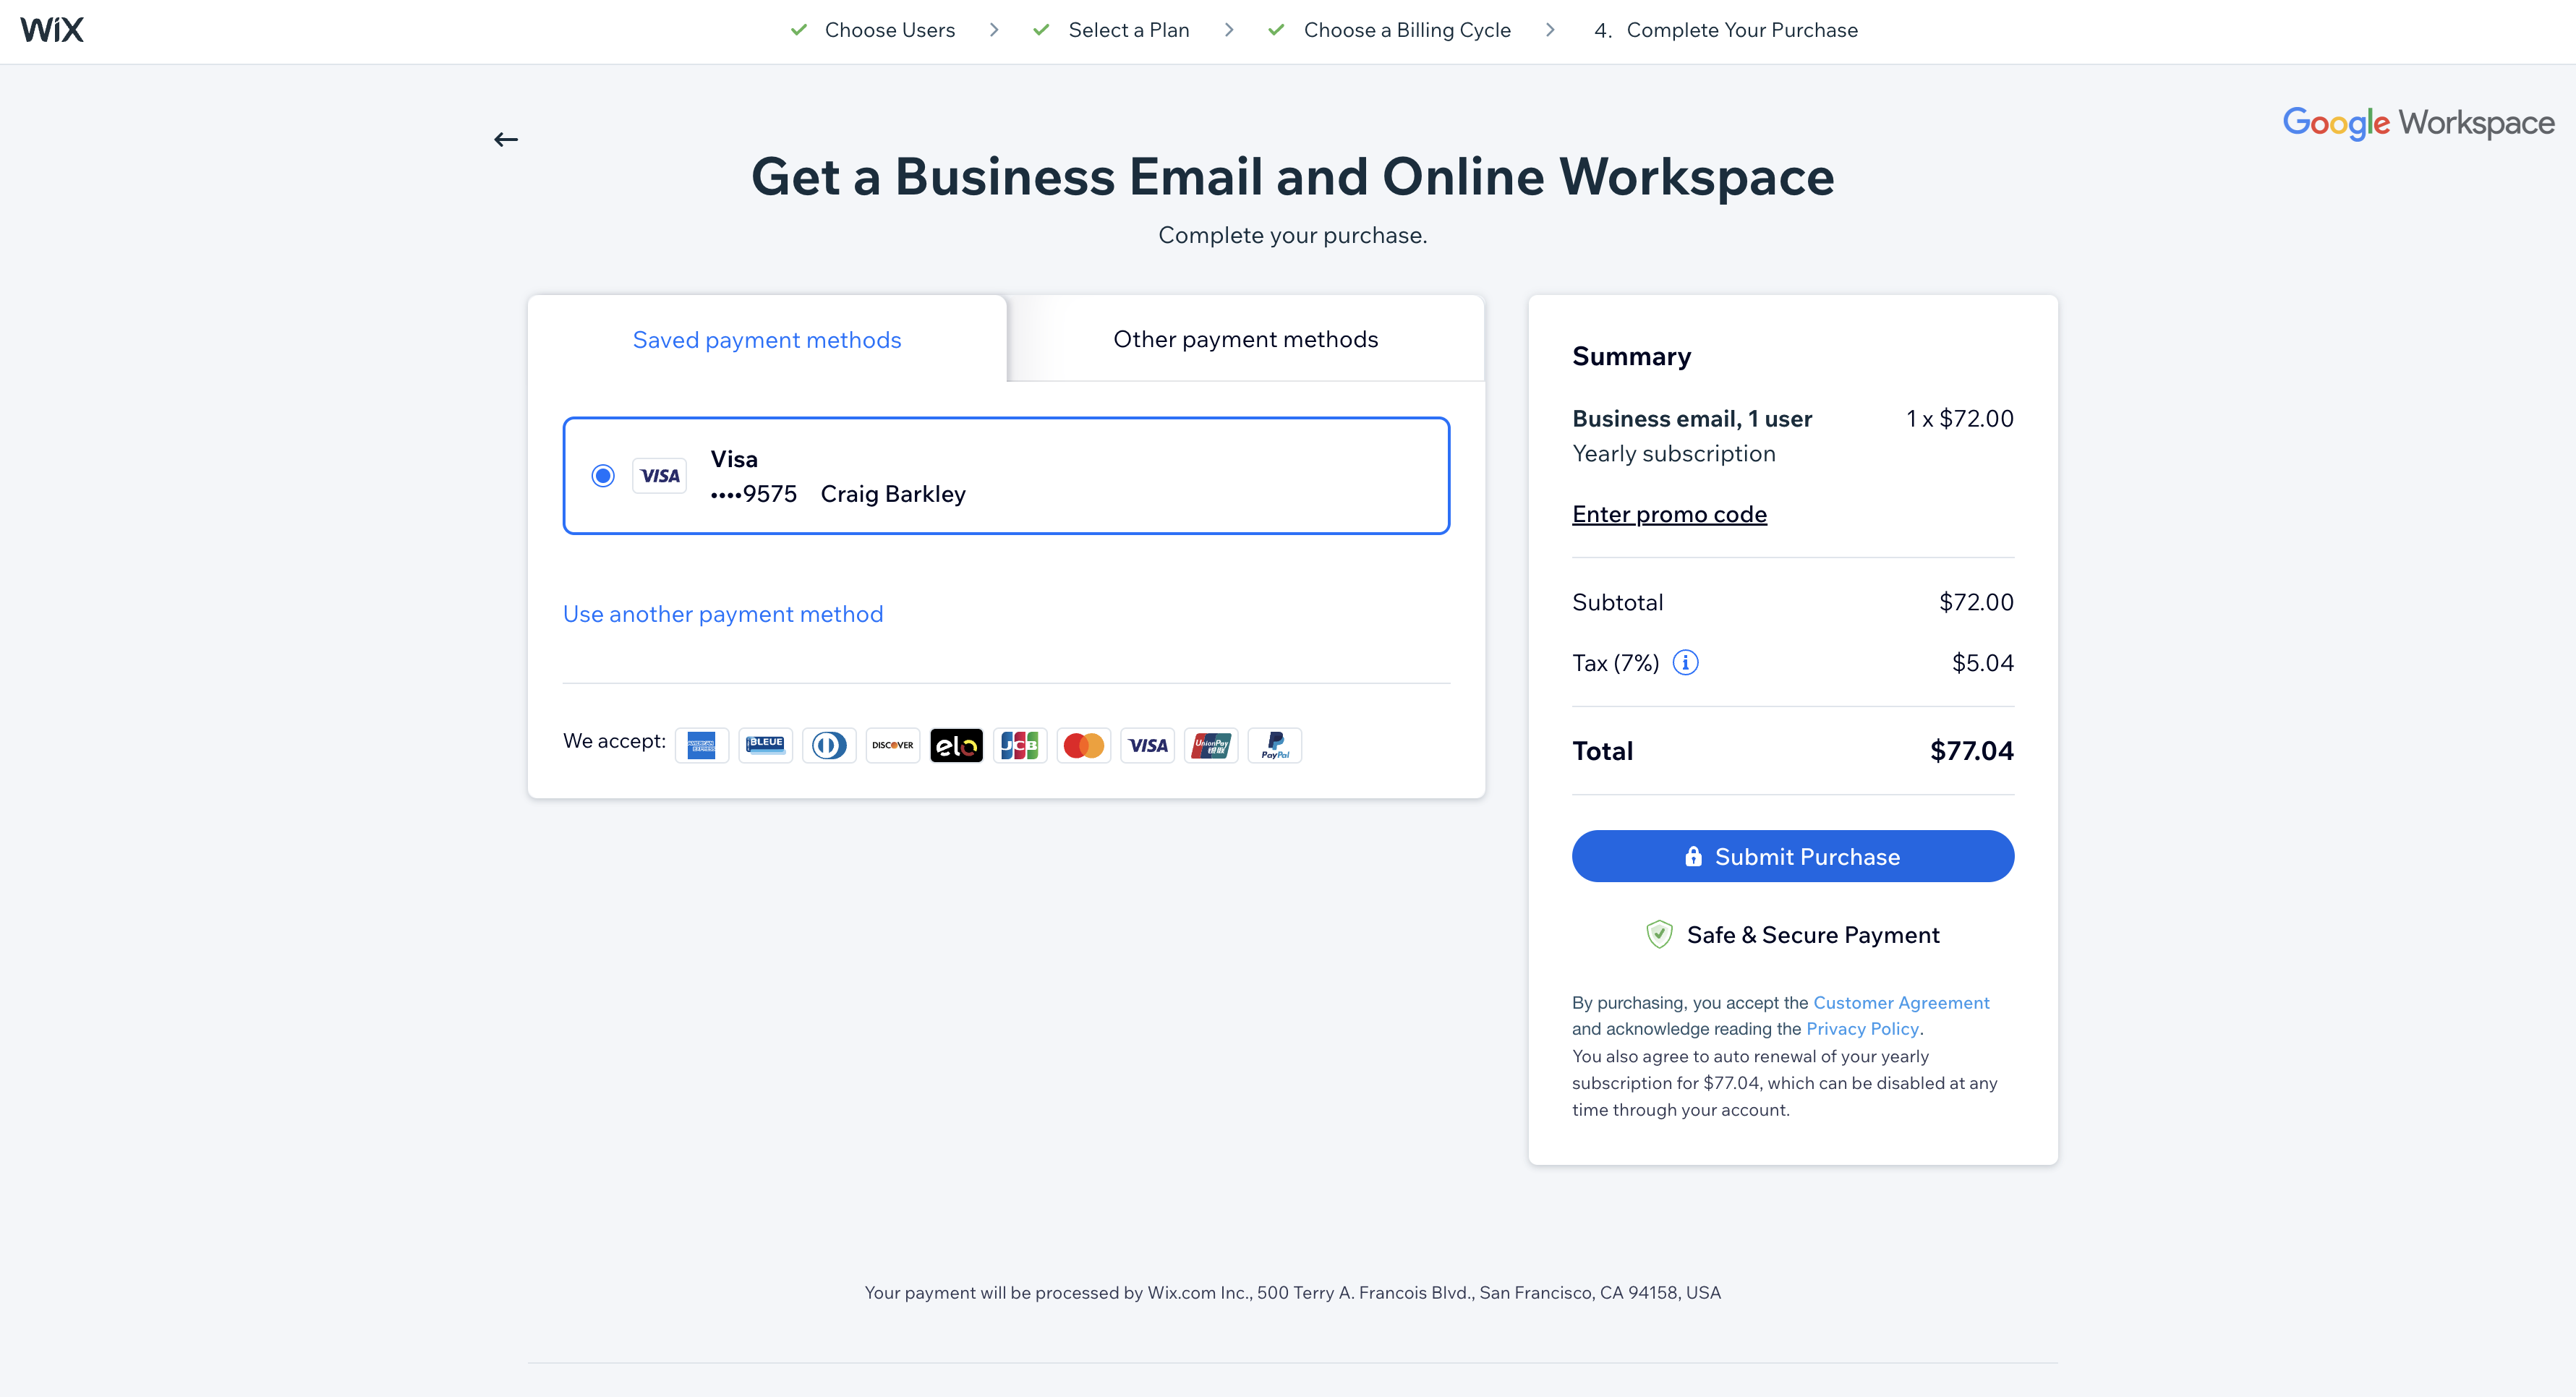 WiX
Choose Users
Select a Plan
Choose a Billing Cycle
4. Complete Your Purchase
Google Workspace
Get a Business Email and Online Workspace
Complete your purchase.
Saved payment methods
Other payment methods
VISA
Visa
••••9575 Craig Barkley
Use another payment method
We accept:
AMERICAN EXPRESS
BLEUE
DISCOVER
elo
JCB
VISA
UnionPay
银联
PayPal
Summary
Business email, 1 user 1 x $72.00
Yearly subscription
Enter promo code
Subtotal $72.00
Tax (7%) $5.04
Total $77.04
Submit Purchase
Safe & Secure Payment
By purchasing, you accept the Customer Agreement
and acknowledge reading the Privacy Policy.
You also agree to auto renewal of your yearly
subscription for $77.04, which can be disabled at any
time through your account.
Your payment will be processed by Wix.com Inc., 500 Terry A. Francois Blvd., San Francisco, CA 94158, USA